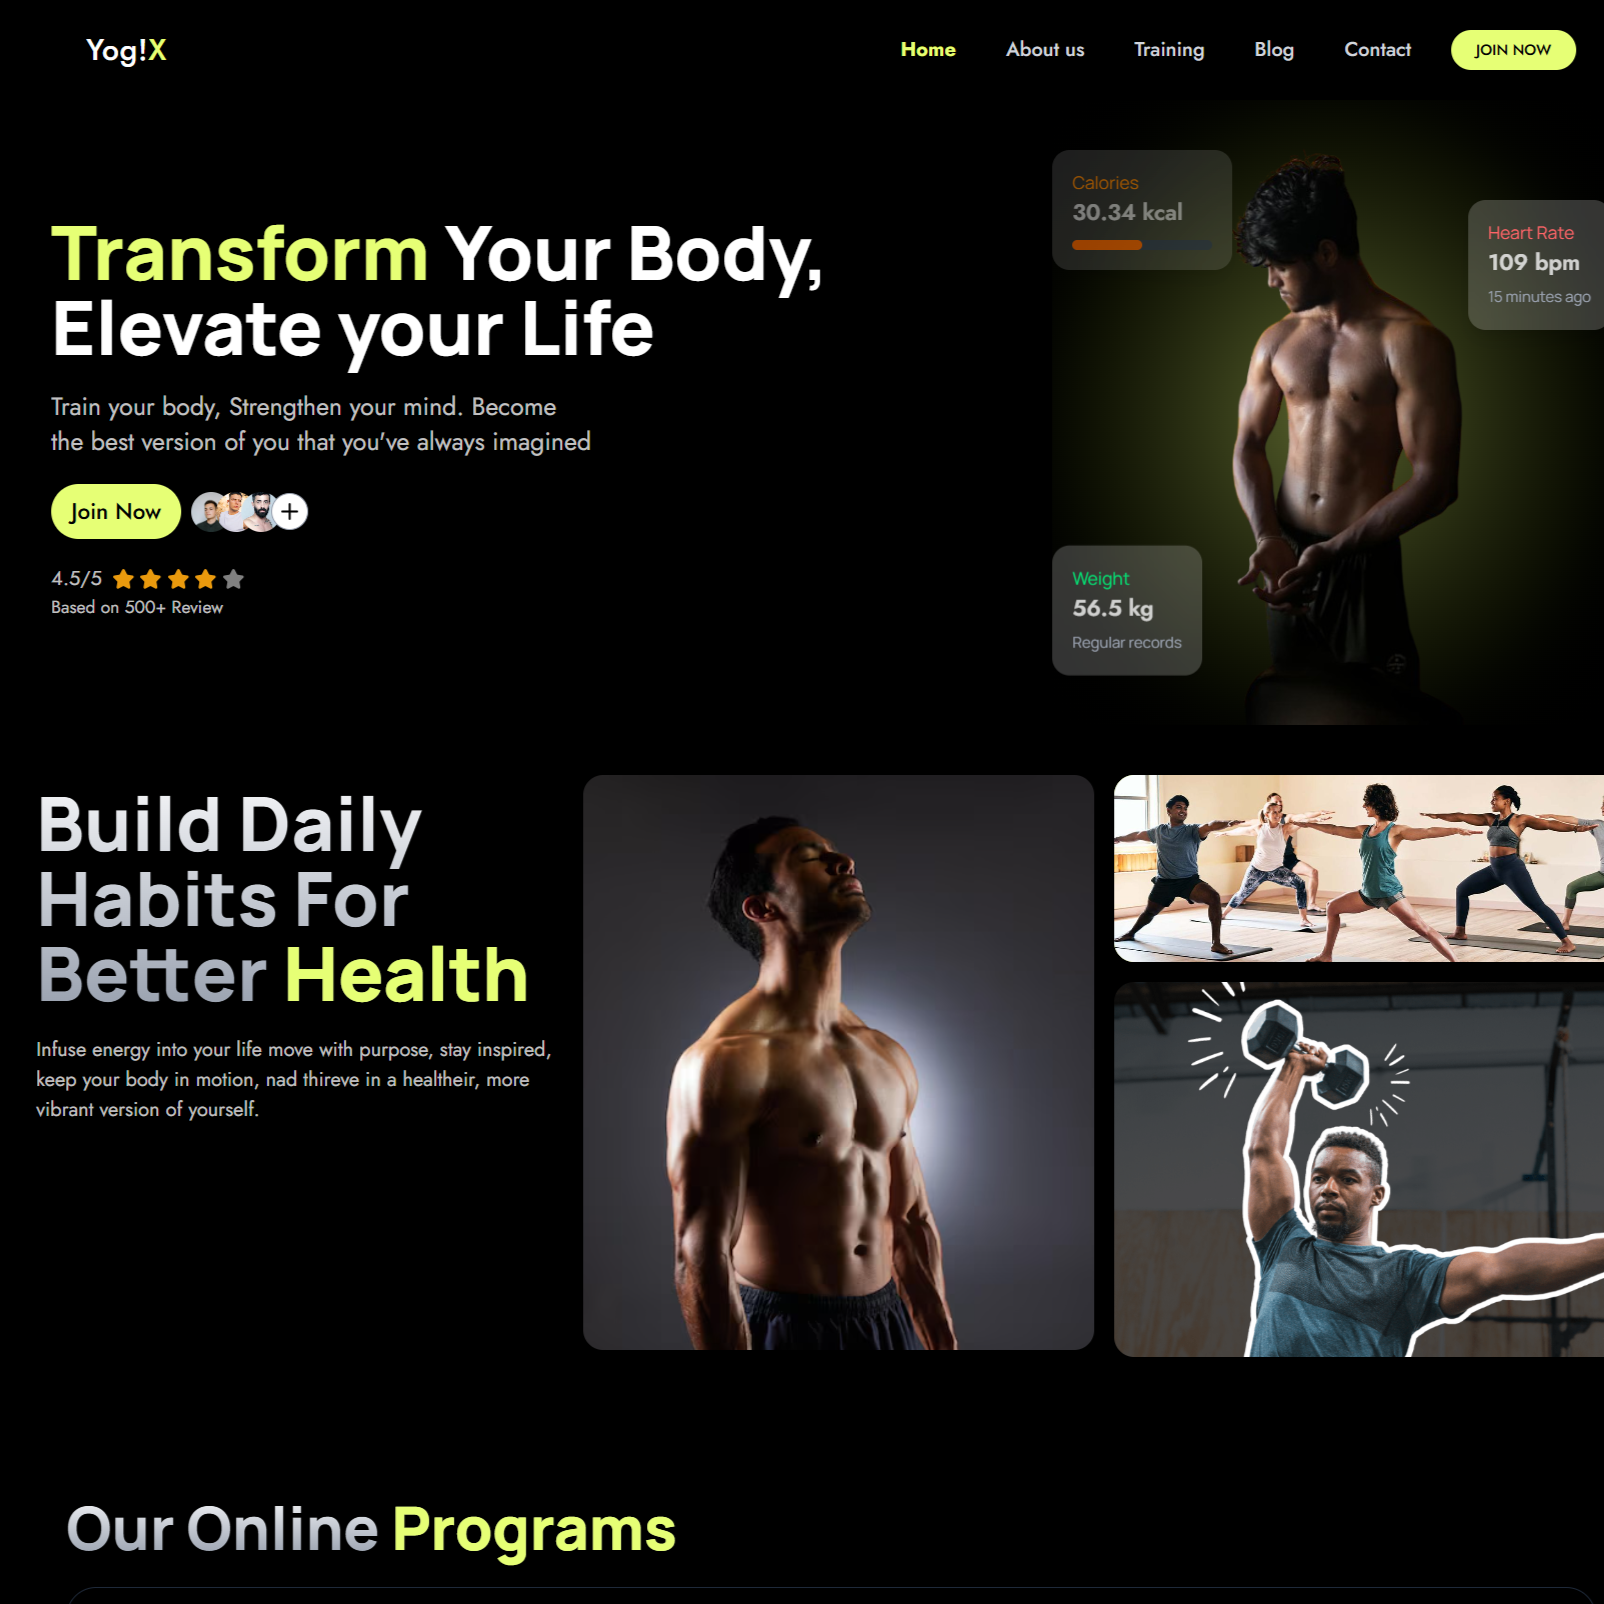 Yog!X
Home
About us
Training
Blog
Contact
JOIN NOW
Transform Your Body,
Elevate your Life
Train your body, Strengthen your mind. Become
the best version of you that you've always imagined
Join Now
4.5/5
Based on 500+ Review
Calories
30.34 kcal
Heart Rate
109 bpm
15 minutes ago
Weight
56.5 kg
Regular records
Build Daily
Habits For
Better Health
Infuse energy into your life move with purpose, stay inspired,
keep your body in motion, nad thireve in a healtheir, more
vibrant version of yourself.
Our Online Programs